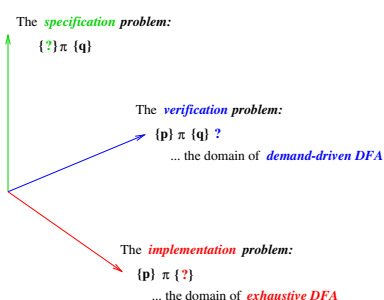 The specification problem:
{?} π {q}
The verification problem:
{p} π {q} ?
... the domain of demand-driven DFA
The implementation problem:
{p} π {?}
... the domain of exhaustive DFA